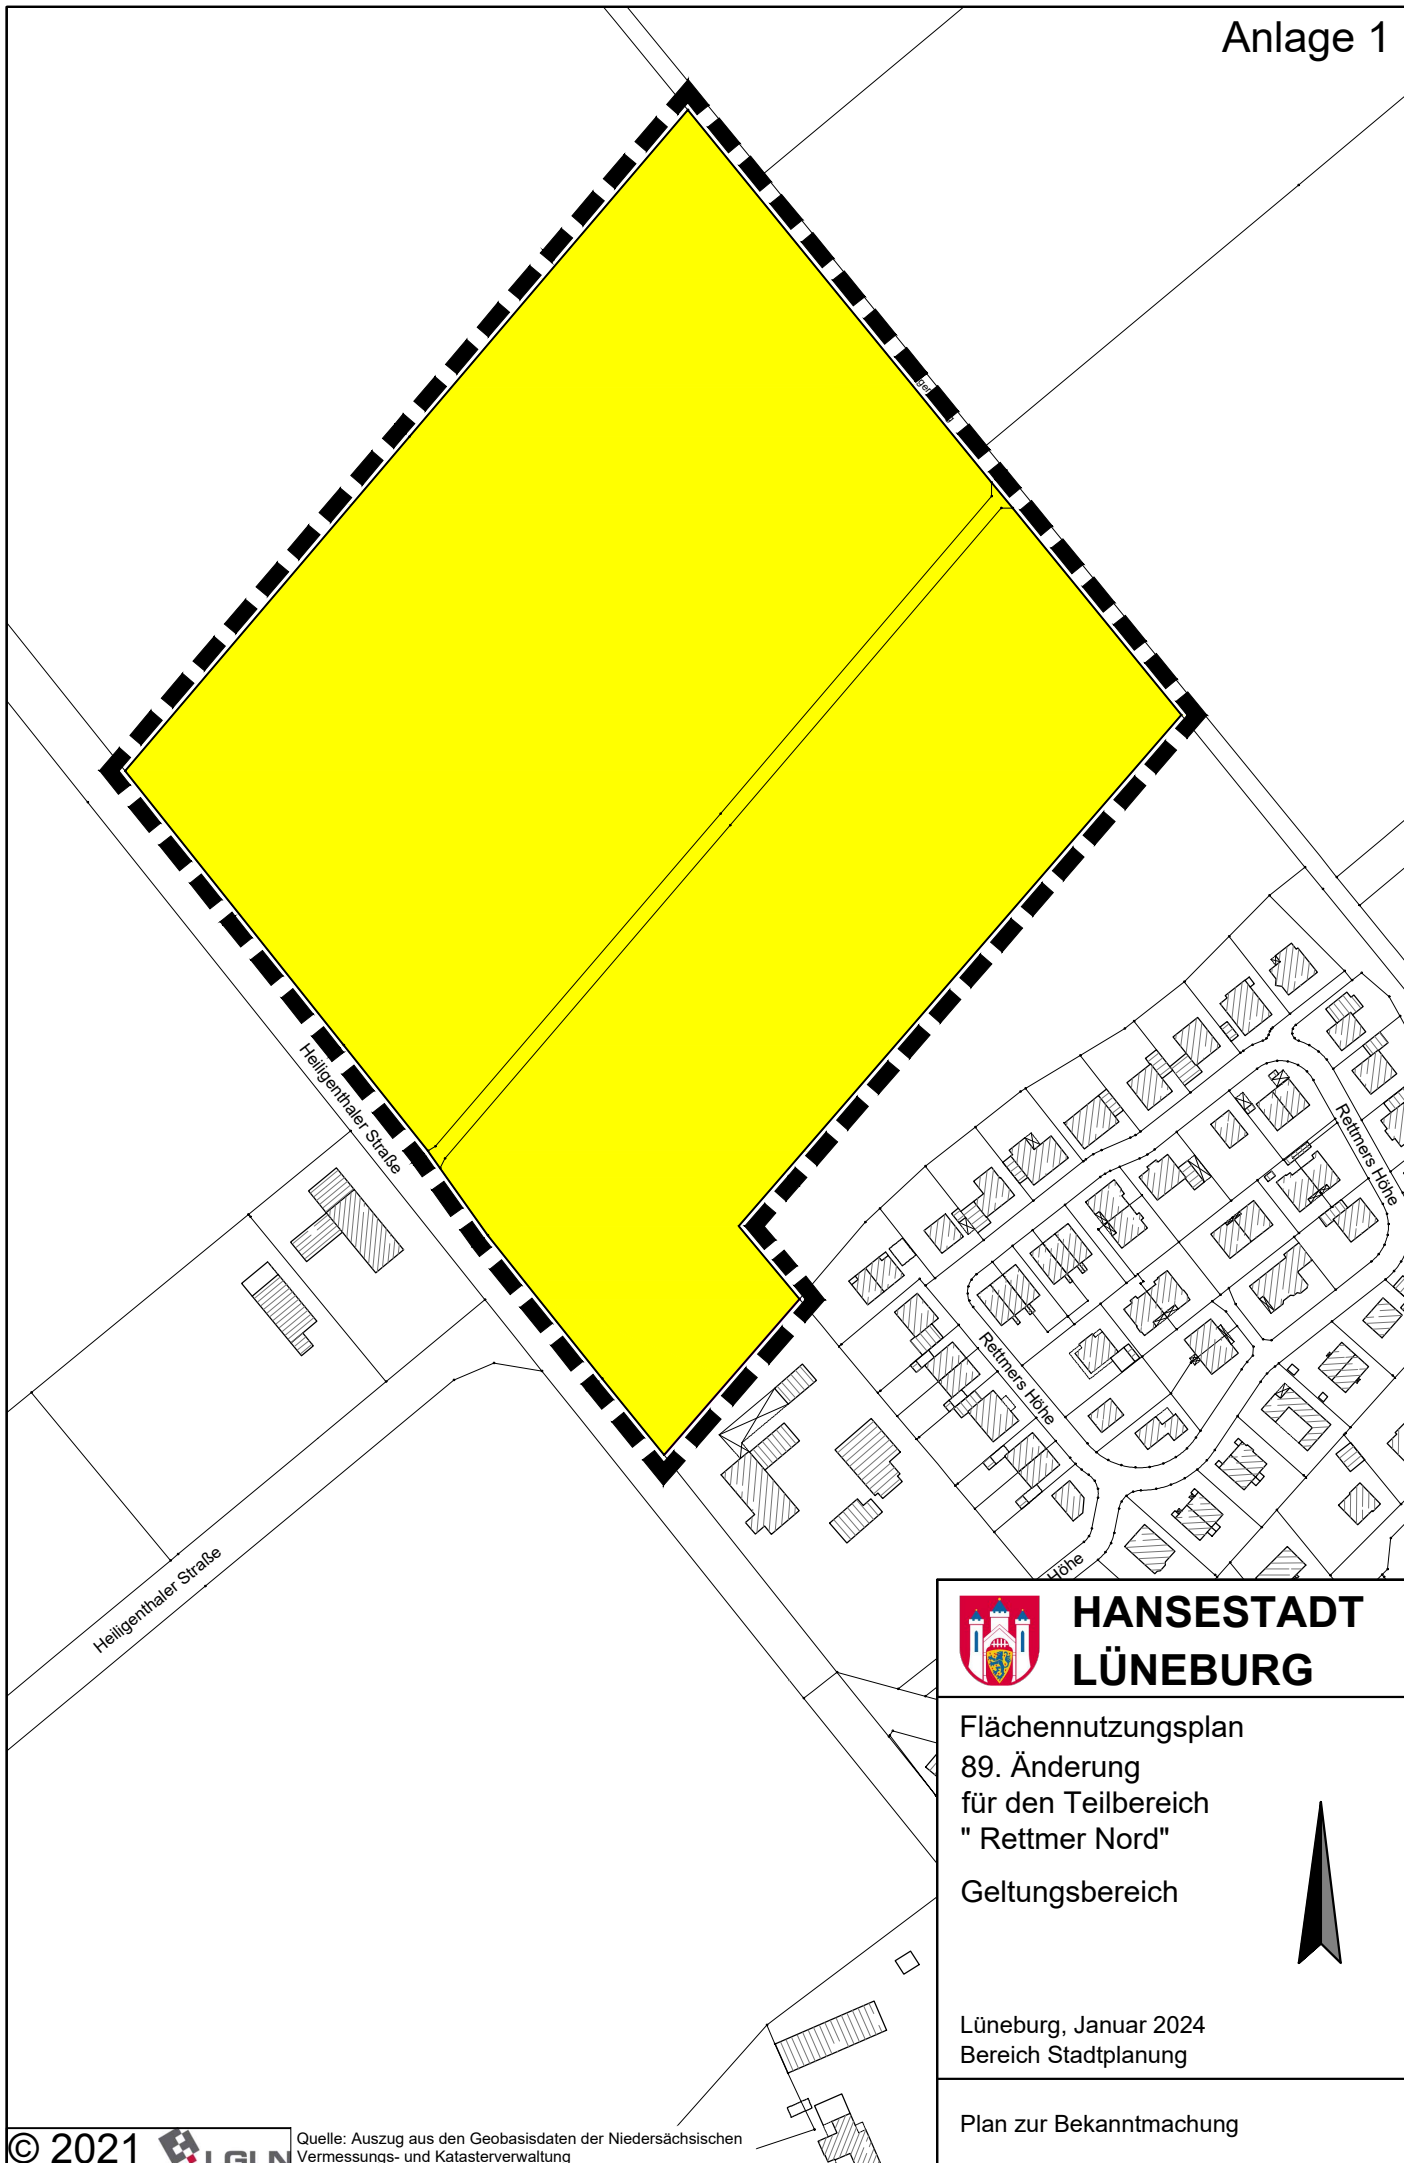 Anlage 1
Heiligenthaler Straße
Rettmers Höhe
Rettmers Höhe
Höhe
Heiligenthaler Straße
HANSESTADT
LÜNEBURG
Flächennutzungsplan
89. Änderung
für den Teilbereich
" Rettmer Nord"
Geltungsbereich
Lüneburg, Januar 2024
Bereich Stadtplanung
Plan zur Bekanntmachung
© 2021 LGLN
Quelle: Auszug aus den Geobasisdaten der Niedersächsischen
Vermessungs- und Katasterverwaltung